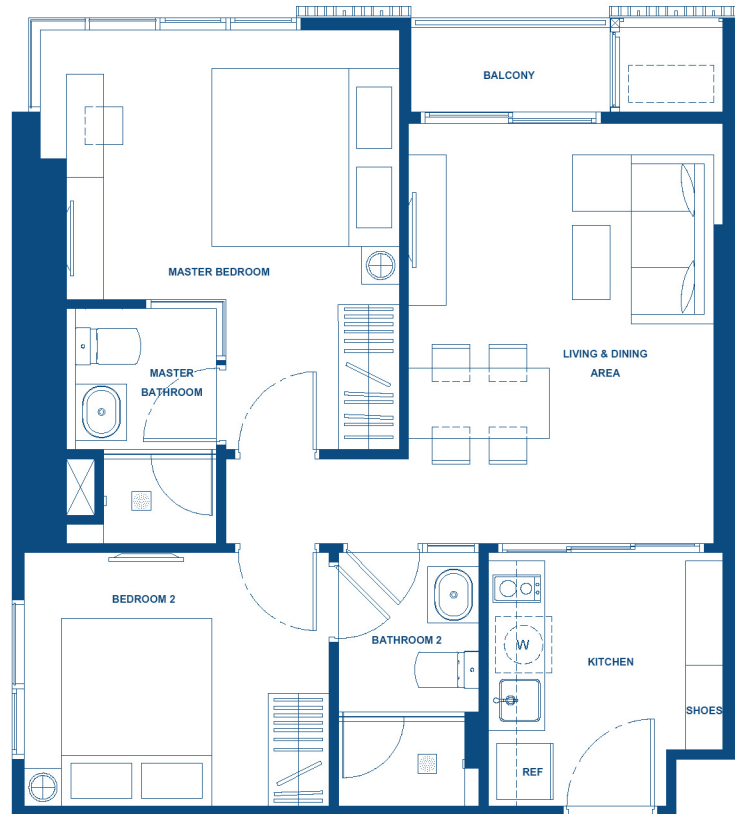 BALCONY
MASTER BEDROOM
LIVING & DINING
AREA
MASTER
BATHROOM
BEDROOM 2
BATHROOM 2
W
KITCHEN
SHOES
REF